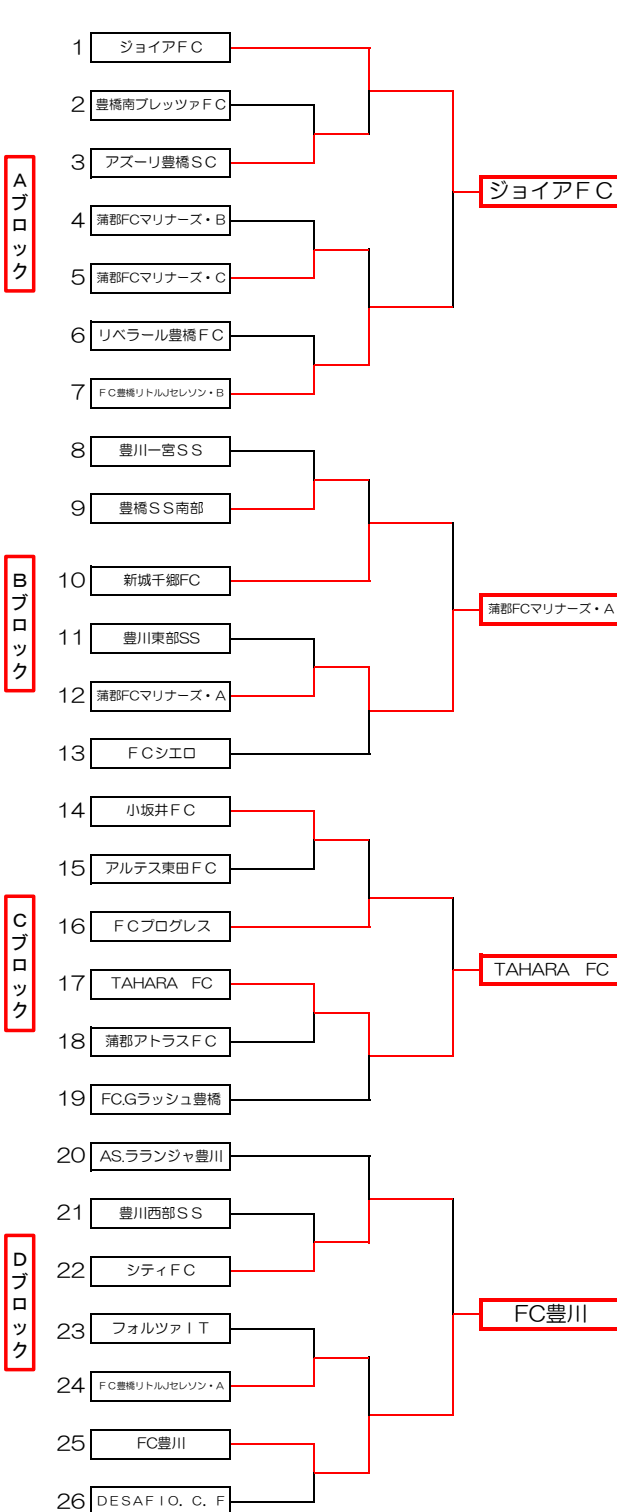 Aブロック
1 ジョイアFC
2 豊橋南プレッツァFC
3 アズーリ豊橋SC
4 蒲郡FCマリナーズ・B
5 蒲郡FCマリナーズ・C
6 リベラール豊橋FC
7 FC豊橋リトルJセレソン・B
ジョイアFC
Bブロック
8 豊川一宮SS
9 豊橋SS南部
10 新城千郷FC
11 豊川東部SS
12 蒲郡FCマリナーズ・A
13 FCシエロ
蒲郡FCマリナーズ・A
Cブロック
14 小坂井FC
15 アルテス東田FC
16 FCプログレス
17 TAHARA FC
18 蒲郡アトラスFC
19 FC.Gラッシュ豊橋
TAHARA FC
Dブロック
20 AS.ラランジャ豊川
21 豊川西部SS
22 シティFC
23 フォルツァIT
24 FC豊橋リトルJセレソン・A
25 FC豊川
26 DESAFIO. C. F
FC豊川